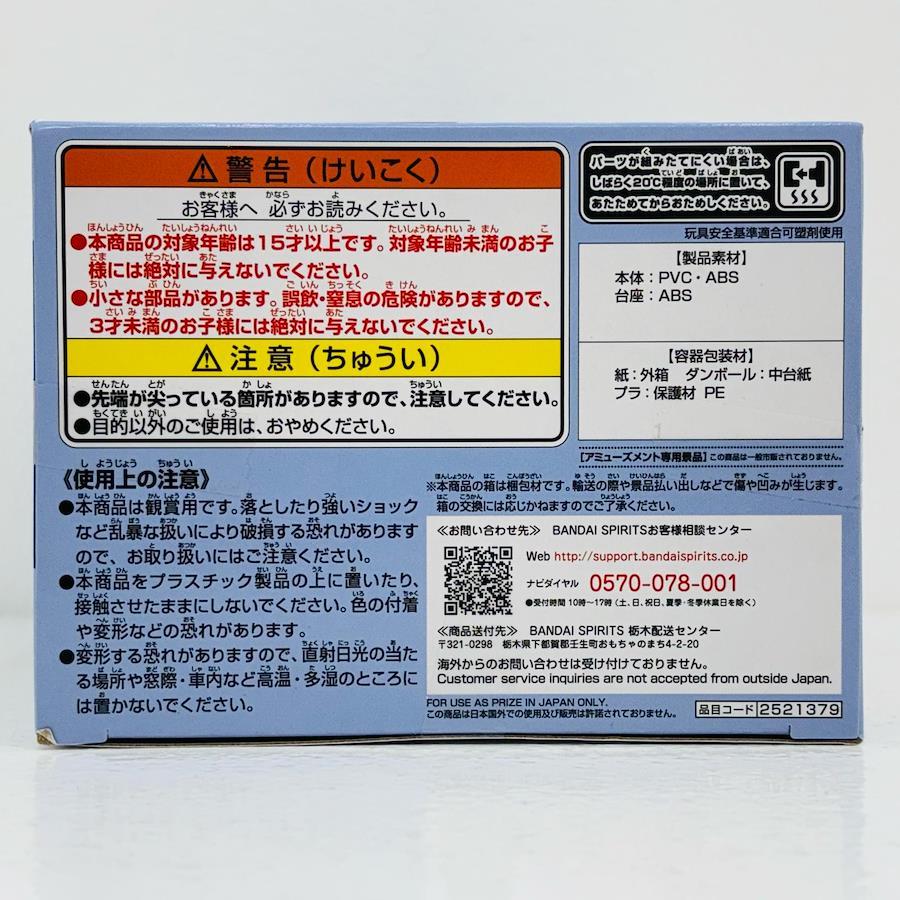 ⚠警告（けいこく）
お客様へ 必ずお読みください。
●本商品の対象年齢は15才以上です。対象年齢未満のお子
様には絶対に与えないでください。
●小さな部品があります。誤飲・窒息の危険がありますので、
3才未満のお子様には絶対に与えないでください。
⚠注意（ちゅうい）
●先端が尖っている箇所がありますので、注意してください。
●目的以外のご使用は、おやめください。
《使用上の注意》
●本商品は観賞用です。落としたり強いショック
など乱暴な扱いにより破損する恐れがあります
ので、お取り扱いにはご注意ください。
●本商品をプラスチック製品の上に置いたり、
接触させたままにしないでください。色の付着
や変形などの恐れがあります。
●変形する恐れがありますので、直射日光の当た
る場所や窓際・車内など高温・多湿のところに
は置かないでください。
パーツが組みたてにくい場合は、
しばらく20℃程度の場所に置いて、
あたためてからおためしください。
玩具安全基準適合可塑剤使用
【製品素材】
本体：PVC・ABS
台座：ABS
【容器包装材】
紙：外箱 ダンボール：中台紙
プラ：保護材 PE
【アミューズメント専用景品】この商品は一般市販されておりません。
※本商品の箱は梱包材です。輸送の際や景品払い出しなどで傷や凹みが生じます。
箱の交換には応じかねますのでご了承ください。
≪お問い合わせ先≫ BANDAI SPIRITSお客様相談センター
Web http://support.bandaispirits.co.jp
ナビダイヤル 0570-078-001
●受付時間 10時～17時（土、日、祝日、夏季・冬季休業日を除く）
≪商品送付先≫ BANDAI SPIRITS 栃木配送センター
〒321-0298 栃木県下都賀郡壬生町おもちゃのまち4-2-20
海外からのお問い合わせは受け付けておりません。
Customer service inquiries are not accepted from outside Japan.
FOR USE AS PRIZE IN JAPAN ONLY.
この商品は日本国外での使用及び販売は許諾されておりません。
品目コード 2521379